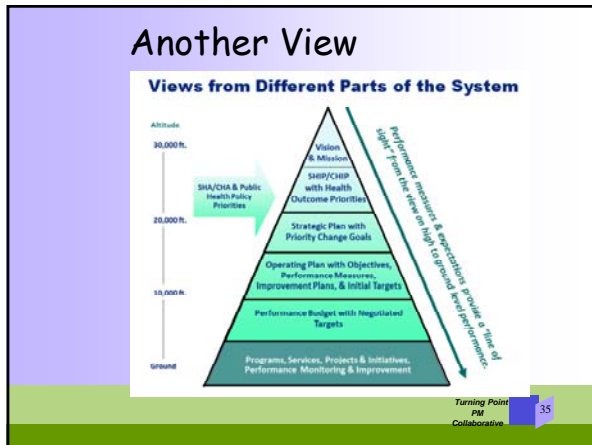 Another View
Views from Different Parts of the System
Altitude
30,000 ft.
Vision
& Mission
SHA/CHA & Public
Health Policy
Priorities
SHIP/CHIP
with Health
Outcome Priorities
20,000 ft.
Strategic Plan with
Priority Change Goals
Operating Plan with Objectives,
Performance Measures,
Improvement Plans, & Initial Targets
10,000 ft.
Performance Budget with Negotiated
Targets
Ground
Programs, Services, Projects & Initiatives,
Performance Monitoring & Improvement
Performance measures & expectations provide a "line of
sight" from the view on high to ground level performance.
Turning Point
PM
Collaborative
35